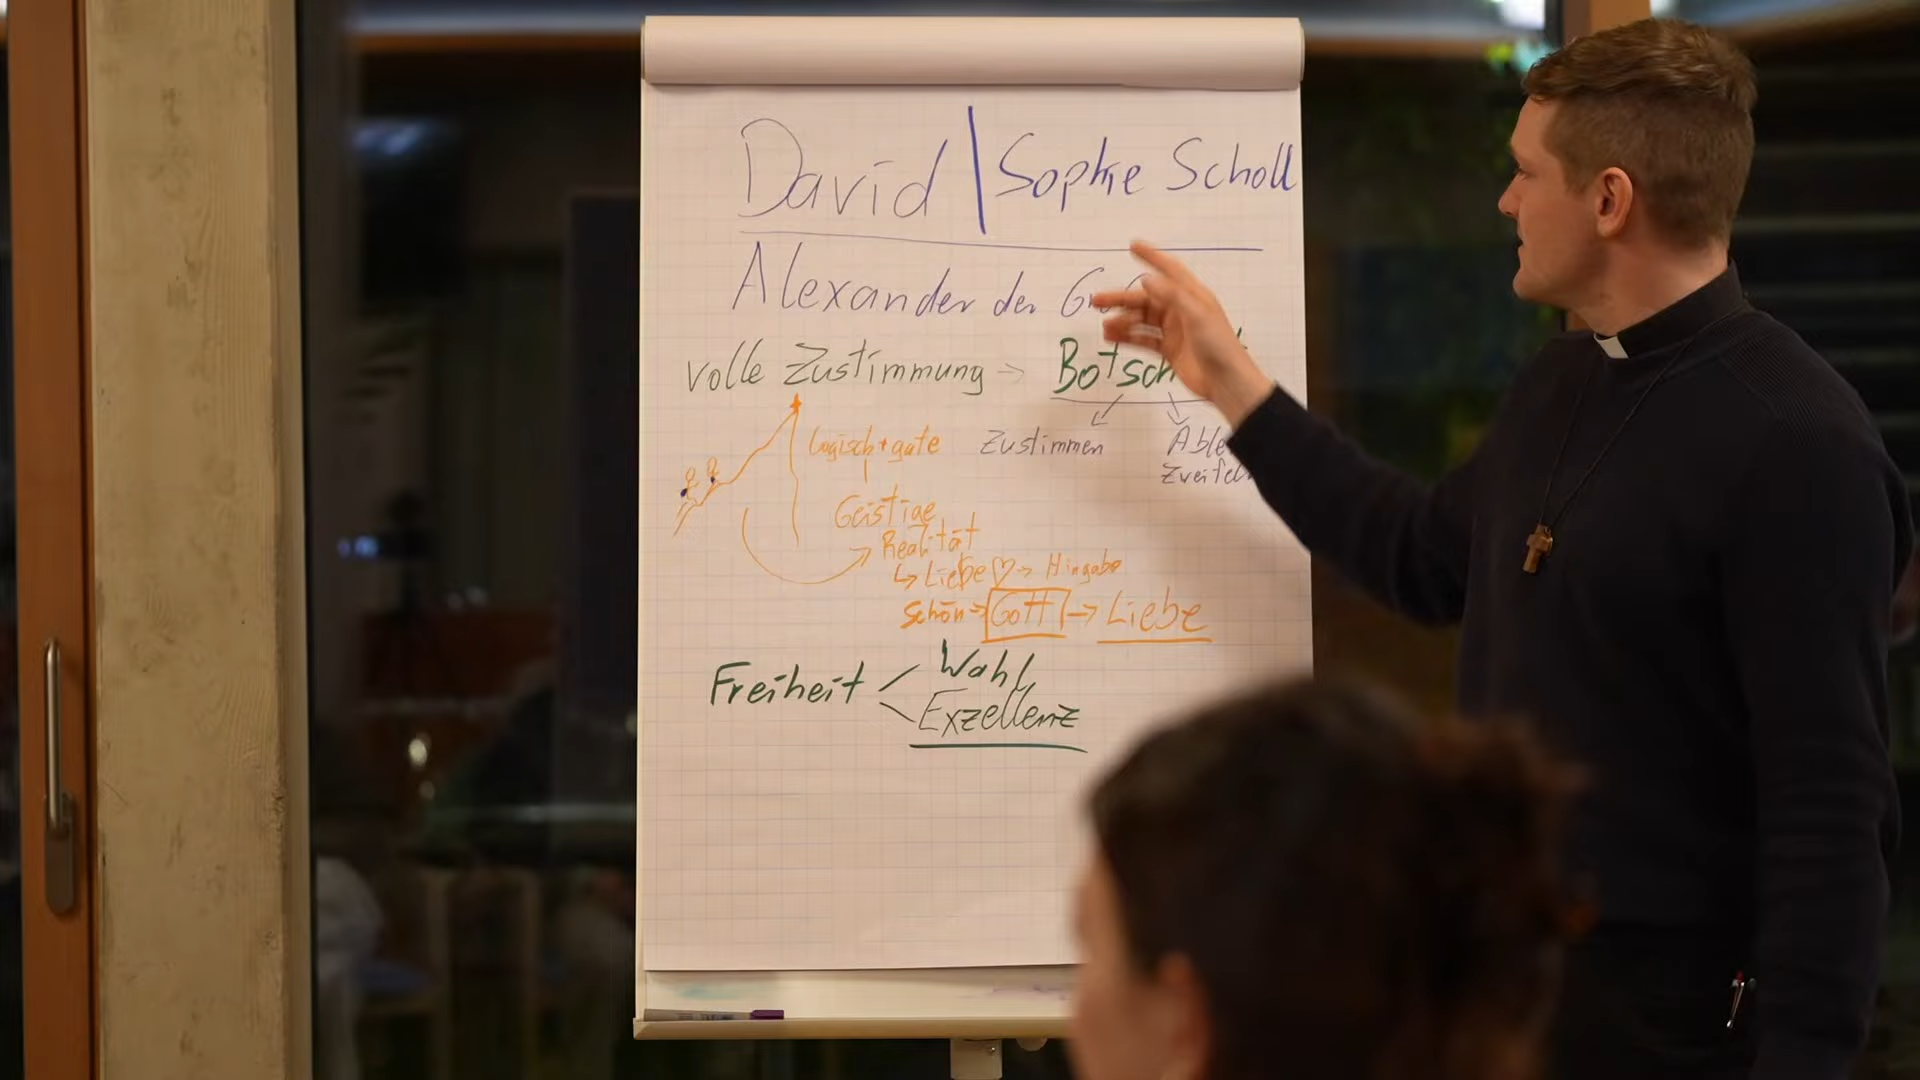 David | Sophie Scholl
Alexander der
volle Zustimmung →
Zustimmen
Zweifeln
Logisch + gute
Geistige
Realität
↳ Liebe ♡ → Hingabe
Schön → Gott → Liebe
Freiheit < Wahl
Exzellenz